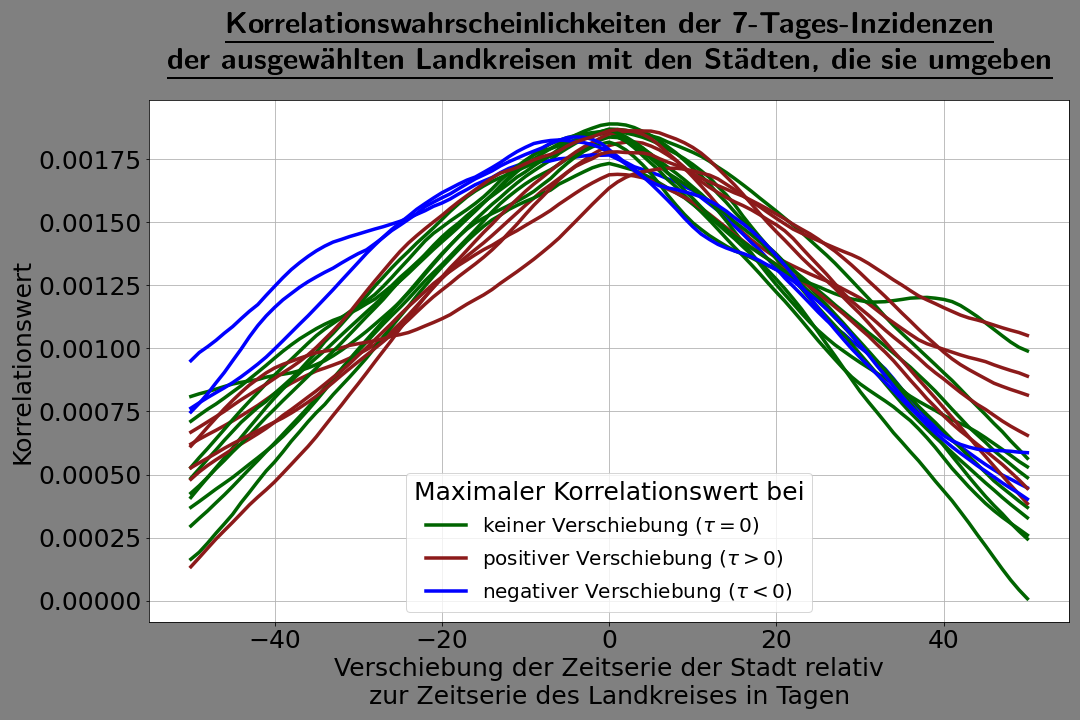 Korrelationswahrscheinlichkeiten der 7-Tages-Inzidenzen
der ausgewählten Landkreisen mit den Städten, die sie umgeben
Korrelationswert
0.00175
0.00150
0.00125
0.00100
0.00075
0.00050
0.00025
0.00000
Maximaler Korrelationswert bei
keiner Verschiebung (τ = 0)
positiver Verschiebung (τ > 0)
negativer Verschiebung (τ < 0)
−40 −20 0 20 40
Verschiebung der Zeitserie der Stadt relativ
zur Zeitserie des Landkreises in Tagen